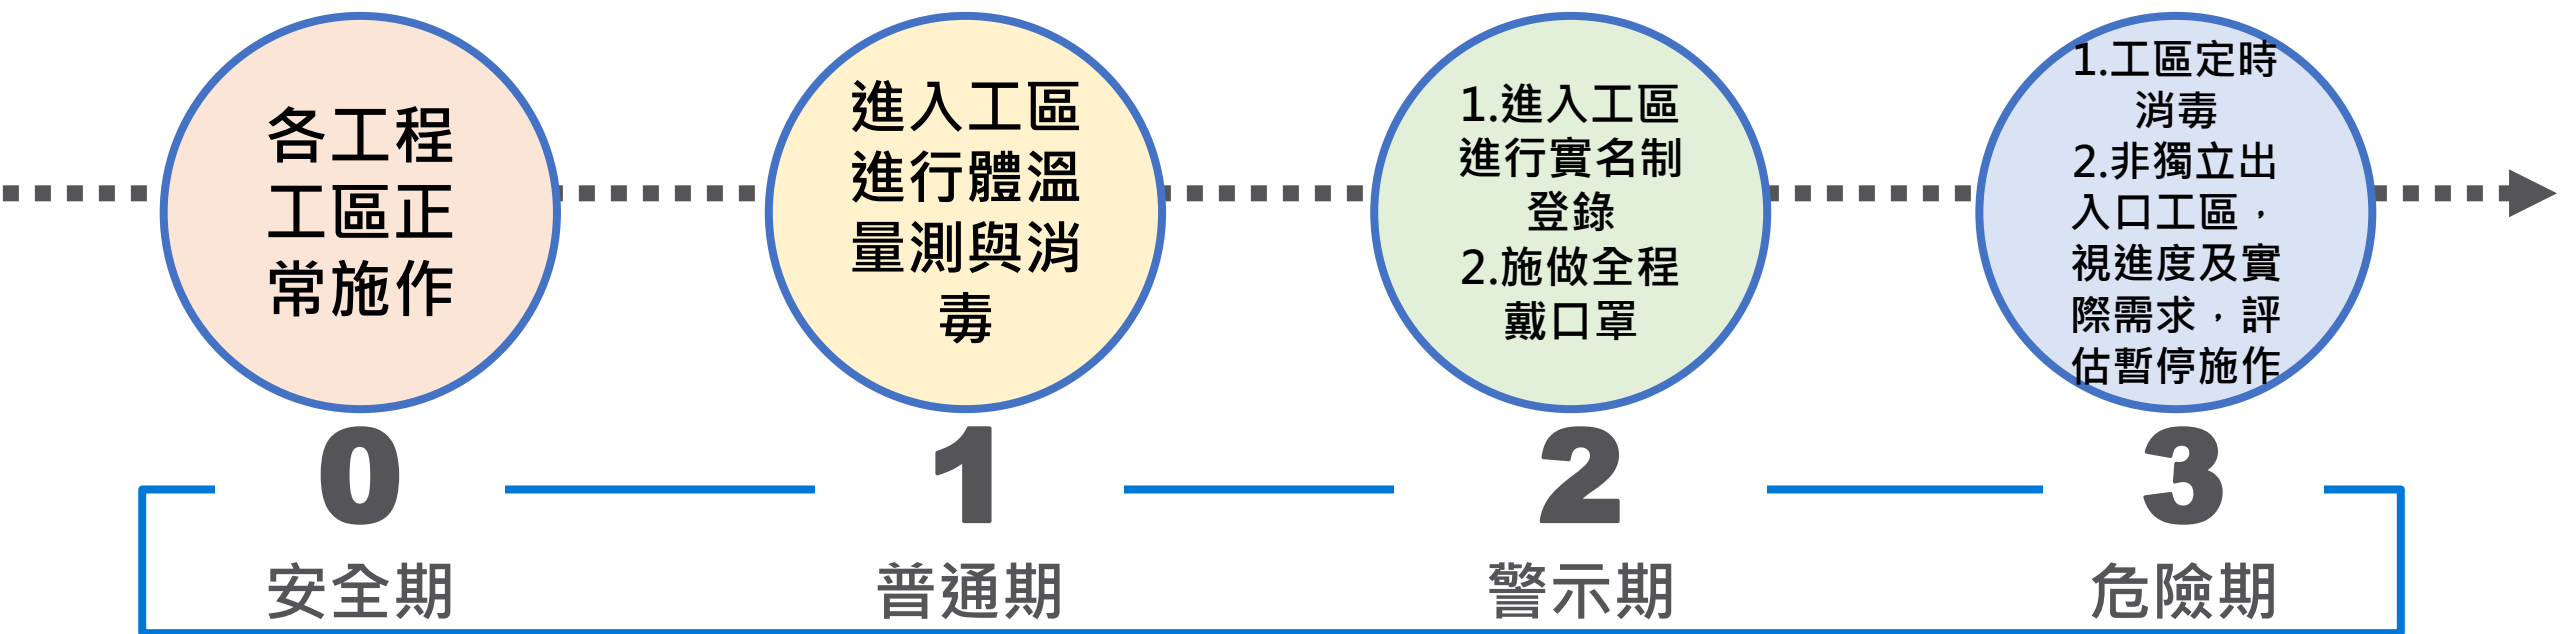 各工程
工區正
常施作
進入工區
進行體溫
量測與消
毒
1.進入工區
進行實名制
登錄
2.施做全程
戴口罩
1.工區定時
消毒
2.非獨立出
入口工區，
視進度及實
際需求，評
估暫停施作
0
安全期
1
普通期
2
警示期
3
危險期